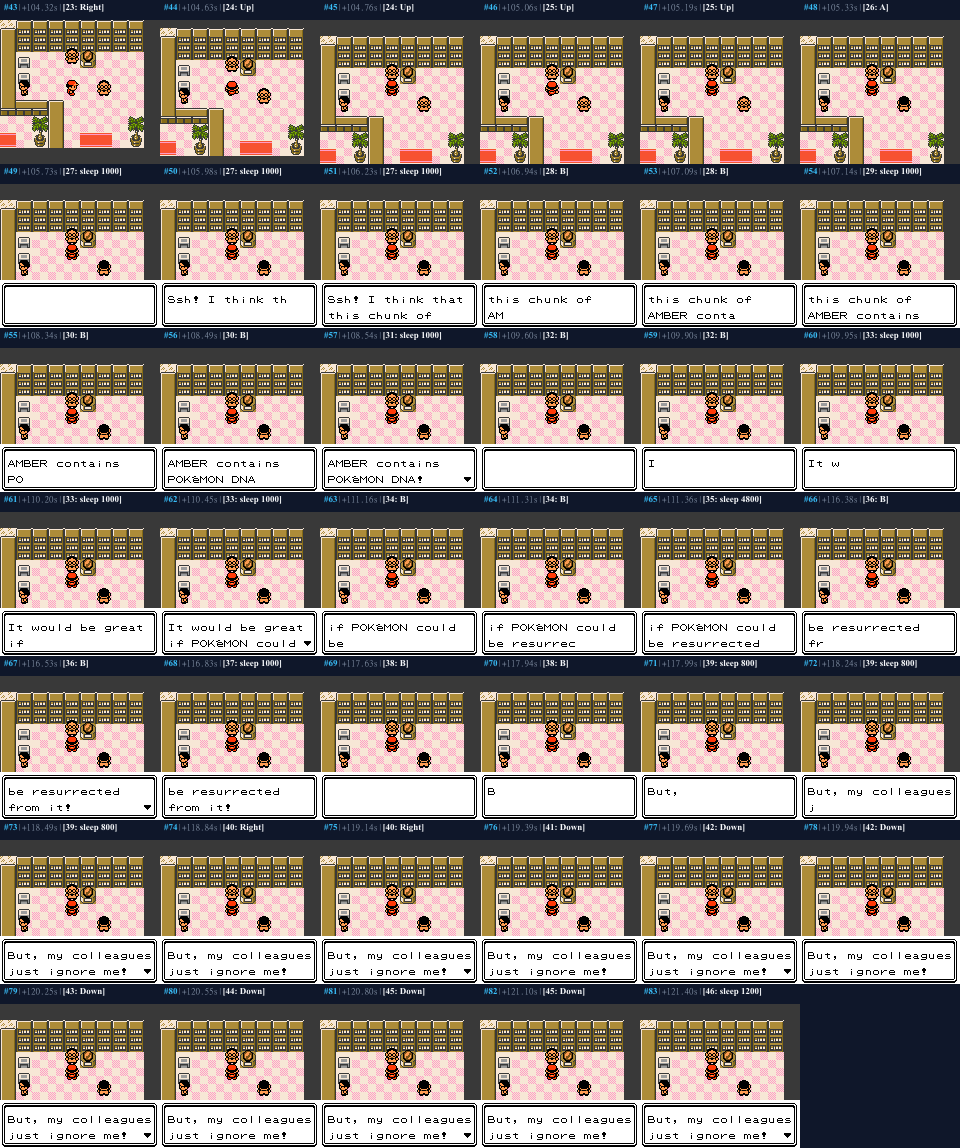 #43|+104.32s|[23: Right]
#44|+104.63s|[24: Up]
#45|+104.76s|[24: Up]
#46|+105.06s|[25: Up]
#47|+105.19s|[25: Up]
#48|+105.33s|[26: A]
#49|+105.73s|[27: sleep 1000]
#50|+105.98s|[27: sleep 1000]
#51|+106.23s|[27: sleep 1000]
#52|+106.94s|[28: B]
#53|+107.09s|[28: B]
#54|+107.14s|[29: sleep 1000]
Ssh! I think th
Ssh! I think that
this chunk of
this chunk of
AM
this chunk of
AMBER conta
this chunk of
AMBER contains
#55|+108.34s|[30: B]
#56|+108.49s|[30: B]
#57|+108.54s|[31: sleep 1000]
#58|+109.60s|[32: B]
#59|+109.90s|[32: B]
#60|+109.95s|[33: sleep 1000]
AMBER contains
PO
AMBER contains
POKéMON DNA
AMBER contains
POKéMON DNA!
I
It w
#61|+110.20s|[33: sleep 1000]
#62|+110.45s|[33: sleep 1000]
#63|+111.16s|[34: B]
#64|+111.31s|[34: B]
#65|+111.36s|[35: sleep 4800]
#66|+116.38s|[36: B]
It would be great
if
It would be great
if POKéMON could
if POKéMON could
be
if POKéMON could
be resurrec
if POKéMON could
be resurrected
be resurrected
fr
#67|+116.53s|[36: B]
#68|+116.83s|[37: sleep 1000]
#69|+117.63s|[38: B]
#70|+117.94s|[38: B]
#71|+117.99s|[39: sleep 800]
#72|+118.24s|[39: sleep 800]
be resurrected
from it!
be resurrected
from it!
B
But,
But, my colleagues
j
#73|+118.49s|[39: sleep 800]
#74|+118.84s|[40: Right]
#75|+119.14s|[40: Right]
#76|+119.39s|[41: Down]
#77|+119.69s|[42: Down]
#78|+119.94s|[42: Down]
But, my colleagues
just ignore me!
But, my colleagues
just ignore me!
But, my colleagues
just ignore me!
But, my colleagues
just ignore me!
But, my colleagues
just ignore me!
But, my colleagues
just ignore me!
#79|+120.25s|[43: Down]
#80|+120.55s|[44: Down]
#81|+120.80s|[45: Down]
#82|+121.10s|[45: Down]
#83|+121.40s|[46: sleep 1200]
But, my colleagues
just ignore me!
But, my colleagues
just ignore me!
But, my colleagues
just ignore me!
But, my colleagues
just ignore me!
But, my colleagues
just ignore me!